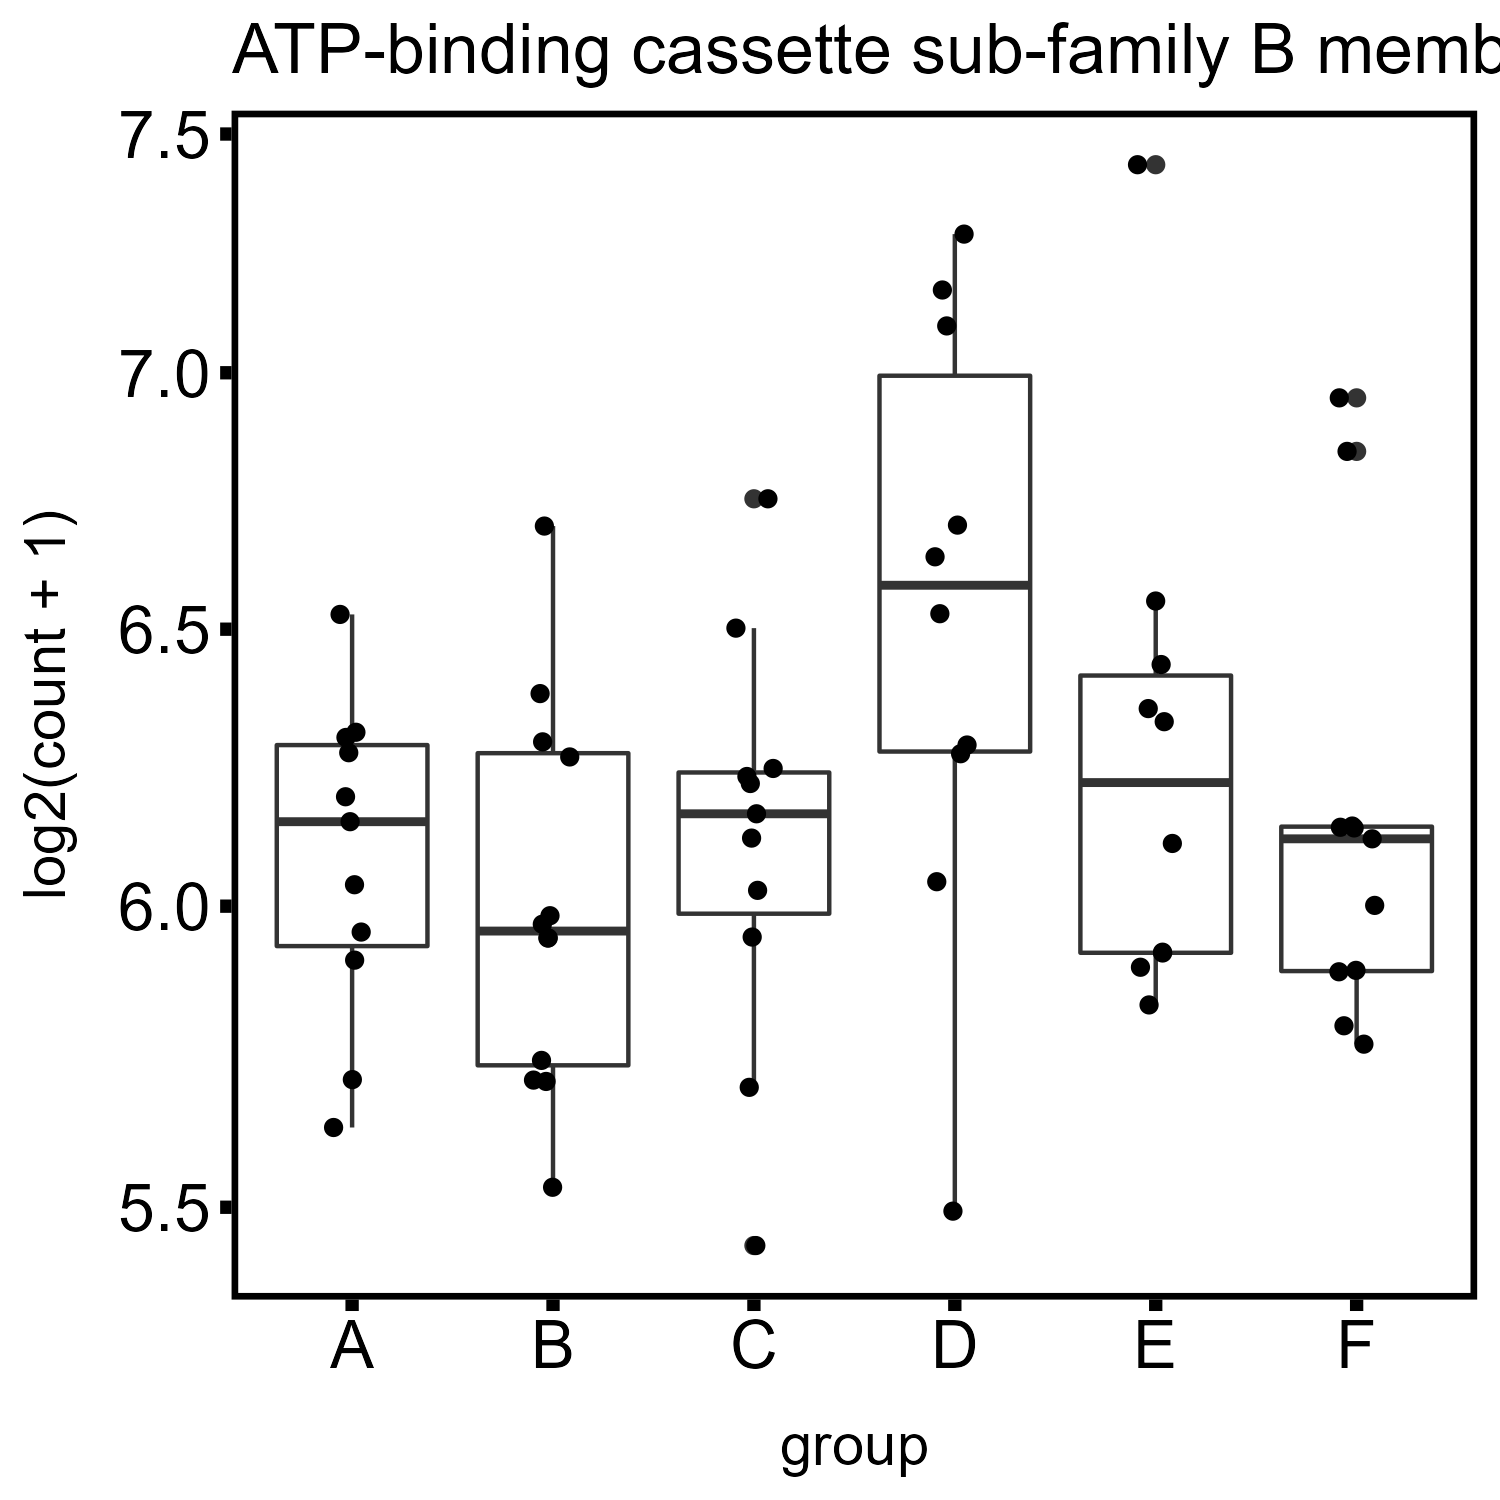 ATP-binding cassette sub-family B memb
7.5
7.0
6.5
6.0
5.5
log2(count + 1)
A B C D E F
group